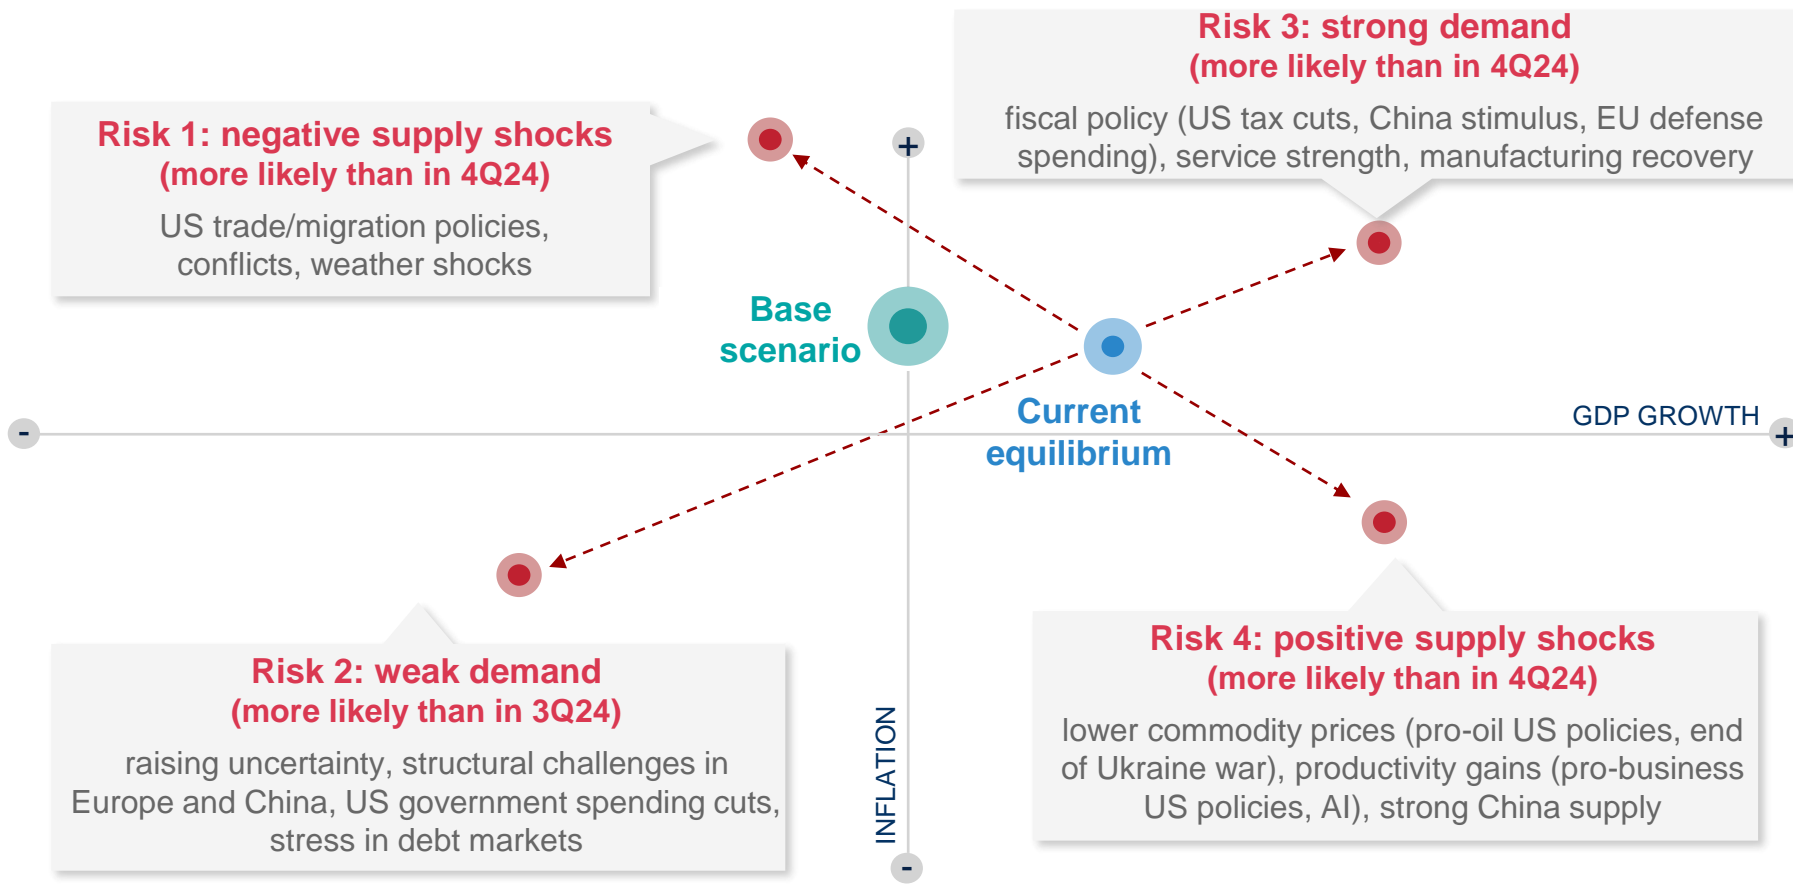 Risk 1: negative supply shocks
(more likely than in 4Q24)
US trade/migration policies,
conflicts, weather shocks
Risk 3: strong demand
(more likely than in 4Q24)
fiscal policy (US tax cuts, China stimulus, EU defense
spending), service strength, manufacturing recovery
+
Base
scenario
Current
equilibrium
-
GDP GROWTH
+
Risk 2: weak demand
(more likely than in 3Q24)
raising uncertainty, structural challenges in
Europe and China, US government spending cuts,
stress in debt markets
INFLATION
-
Risk 4: positive supply shocks
(more likely than in 4Q24)
lower commodity prices (pro-oil US policies, end
of Ukraine war), productivity gains (pro-business
US policies, AI), strong China supply